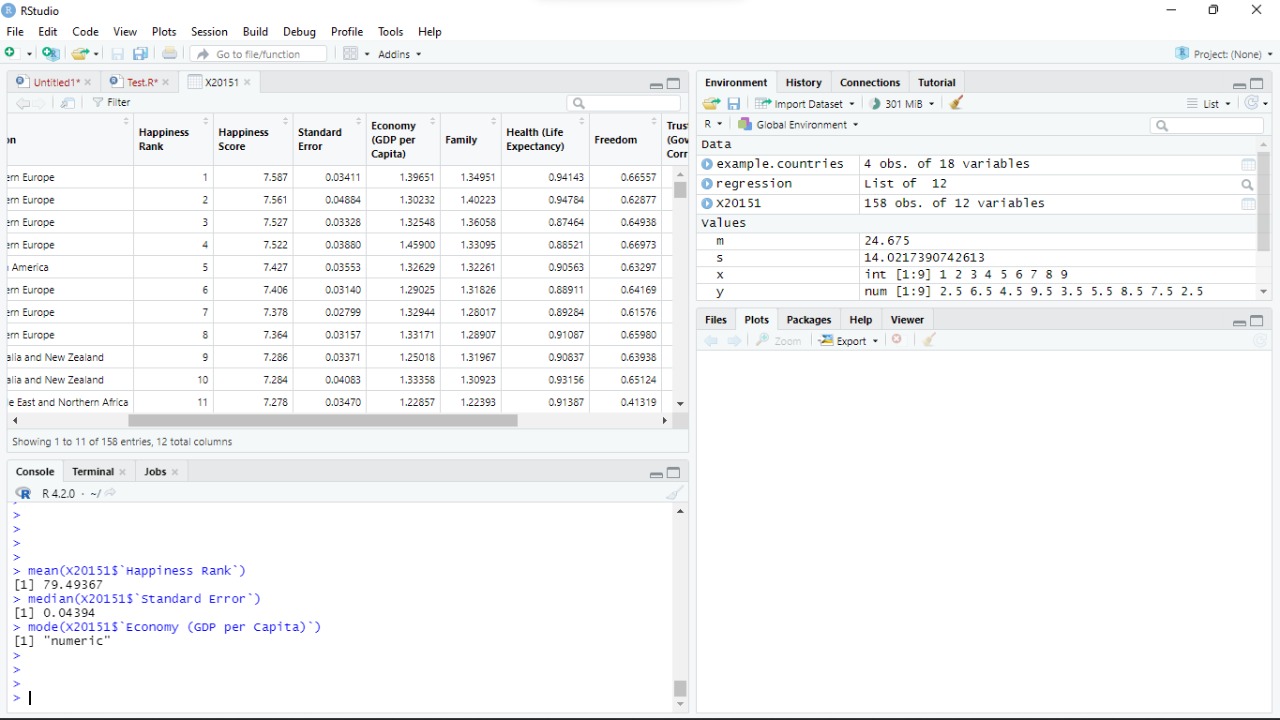 RStudio
File Edit Code View Plots Session Build Debug Profile Tools Help
Go to file/function Addins Project: (None)
Untitled1* Test.R* X20151
Filter
on Happiness Rank Happiness Score Standard Error Economy (GDP per Capita) Family Health (Life Expectancy) Freedom Trust (Gov Corr
ern Europe 1 7.587 0.03411 1.39651 1.34951 0.94143 0.66557
ern Europe 2 7.561 0.04884 1.30232 1.40223 0.94784 0.62877
ern Europe 3 7.527 0.03328 1.32548 1.36058 0.87464 0.64938
ern Europe 4 7.522 0.03880 1.45900 1.33095 0.88521 0.66973
America 5 7.427 0.03553 1.32629 1.32261 0.90563 0.63297
ern Europe 6 7.406 0.03140 1.29025 1.31826 0.88911 0.64169
ern Europe 7 7.378 0.02799 1.32944 1.28017 0.89284 0.61576
ern Europe 8 7.364 0.03157 1.33171 1.28907 0.91087 0.65980
alia and New Zealand 9 7.286 0.03371 1.25018 1.31967 0.90837 0.63938
alia and New Zealand 10 7.284 0.04083 1.33358 1.30923 0.93156 0.65124
e East and Northern Africa 11 7.278 0.03470 1.22857 1.22393 0.91387 0.41319
Showing 1 to 11 of 158 entries, 12 total columns
Console Terminal Jobs
R 4.2.0 · ~/
>
>
>
>
> mean(X20151$`Happiness Rank`)
[1] 79.49367
> median(X20151$`Standard Error`)
[1] 0.04394
> mode(X20151$`Economy (GDP per Capita)`)
[1] "numeric"
>
>
>
>
Environment History Connections Tutorial
Import Dataset 301 MiB List
R Global Environment
Data
example.countries 4 obs. of 18 variables
regression List of 12
X20151 158 obs. of 12 variables
Values
m 24.675
s 14.0217390742613
x int [1:9] 1 2 3 4 5 6 7 8 9
y num [1:9] 2.5 6.5 4.5 9.5 3.5 5.5 8.5 7.5 2.5
Files Plots Packages Help Viewer
Zoom Export